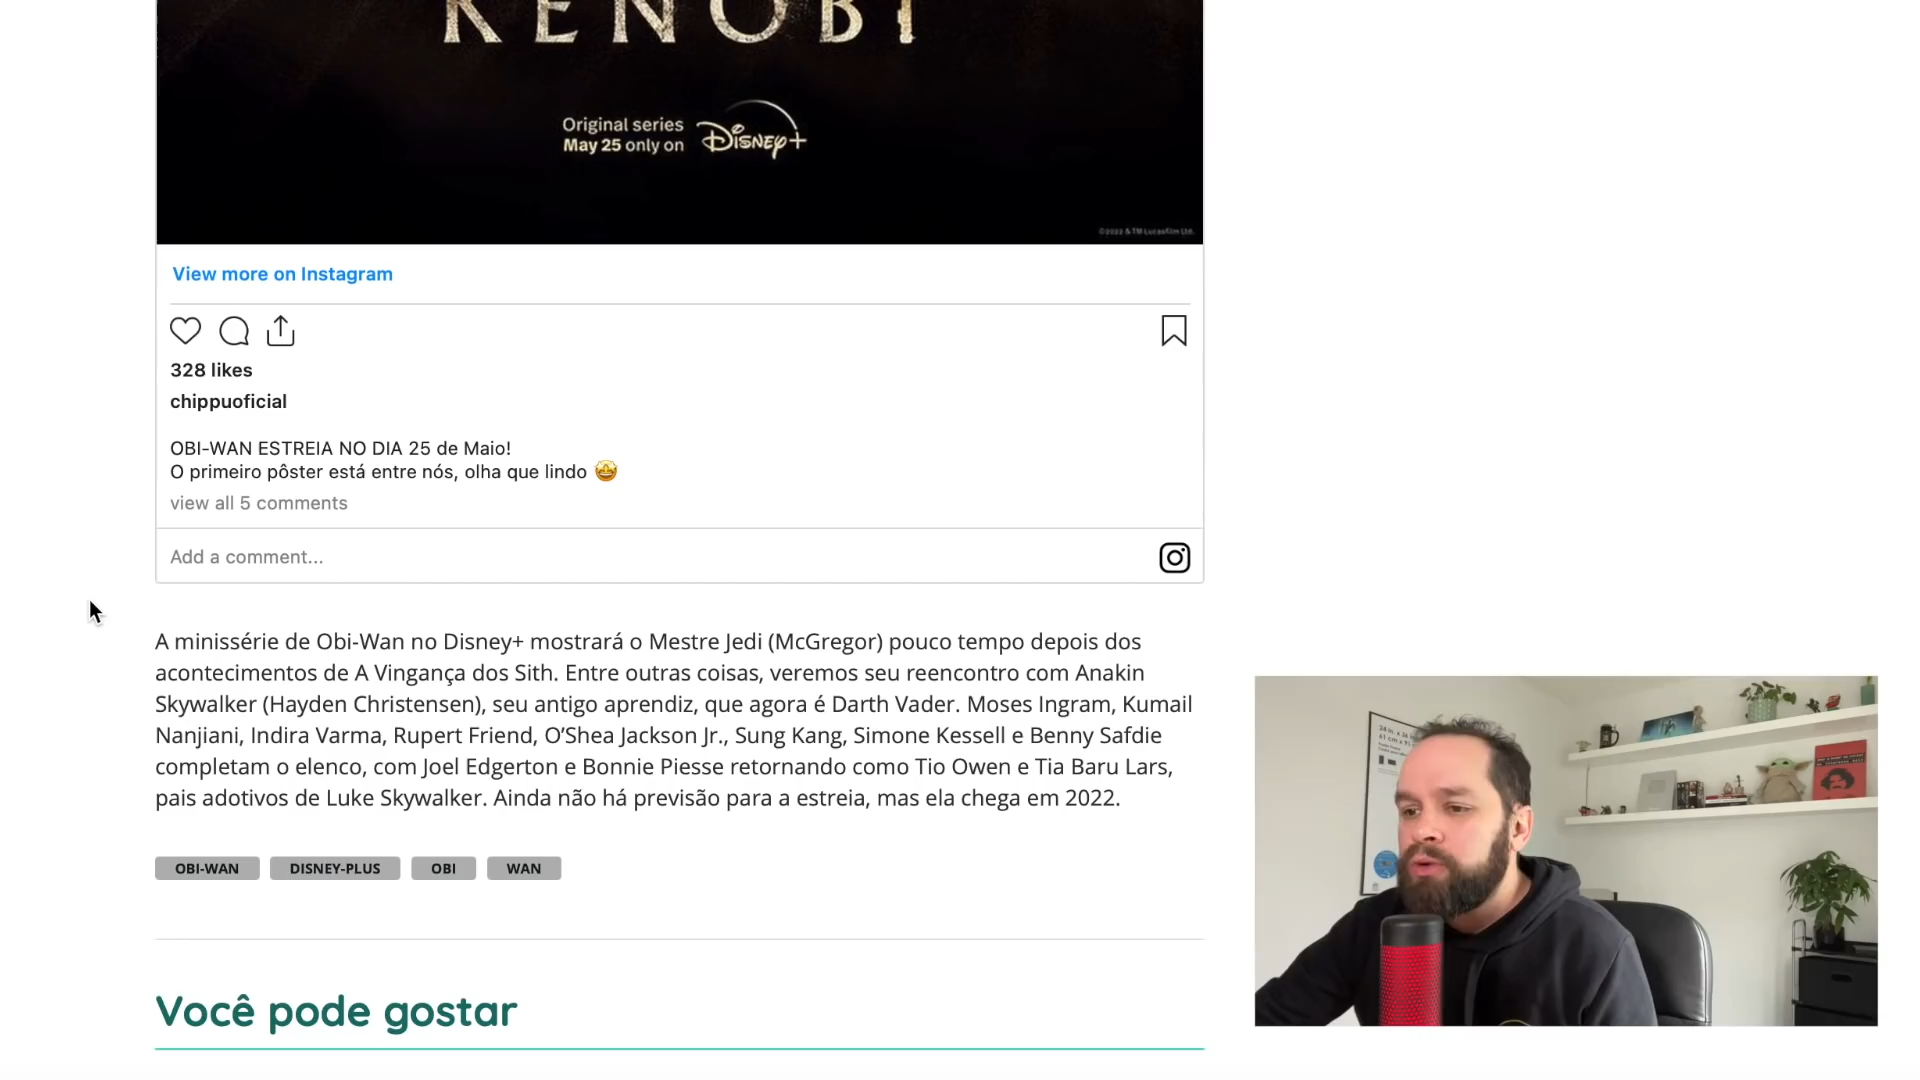 KENOBI
Original series
May 25 only on
Disney+
©2022 & TM Lucasfilm Ltd.
View more on Instagram
328 likes
chippuoficial
OBI-WAN ESTREIA NO DIA 25 de Maio!
O primeiro pôster está entre nós, olha que lindo 🤩
view all 5 comments
Add a comment...
A minissérie de Obi-Wan no Disney+ mostrará o Mestre Jedi (McGregor) pouco tempo depois dos
acontecimentos de A Vingança dos Sith. Entre outras coisas, veremos seu reencontro com Anakin
Skywalker (Hayden Christensen), seu antigo aprendiz, que agora é Darth Vader. Moses Ingram, Kumail
Nanjiani, Indira Varma, Rupert Friend, O’Shea Jackson Jr., Sung Kang, Simone Kessell e Benny Safdie
completam o elenco, com Joel Edgerton e Bonnie Piesse retornando como Tio Owen e Tia Baru Lars,
pais adotivos de Luke Skywalker. Ainda não há previsão para a estreia, mas ela chega em 2022.
OBI-WAN
DISNEY-PLUS
OBI
WAN
Você pode gostar